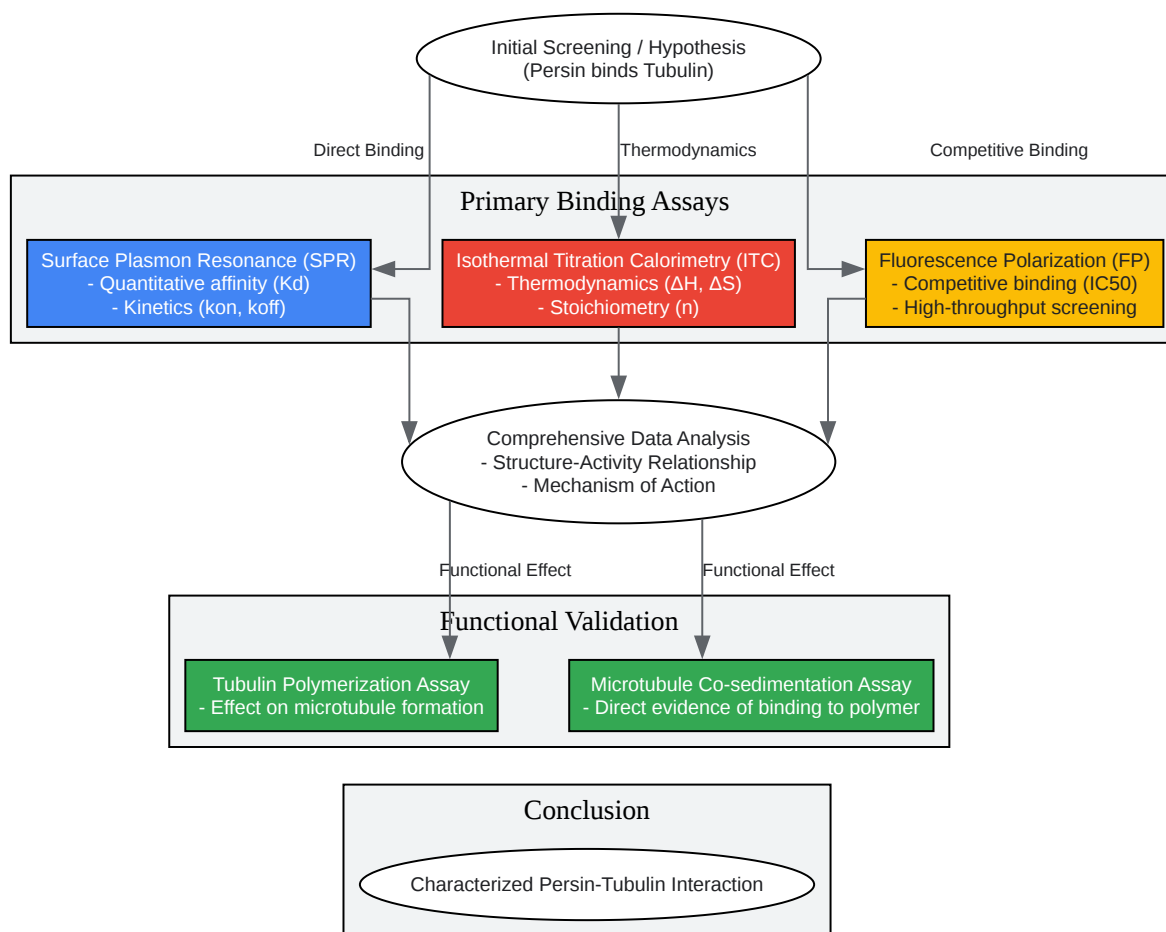 Initial Screening / Hypothesis
(Persin binds Tubulin)
Direct Binding
Thermodynamics
Competitive Binding
Primary Binding Assays
Surface Plasmon Resonance (SPR)
- Quantitative affinity (Kd)
- Kinetics (kon, koff)
Isothermal Titration Calorimetry (ITC)
- Thermodynamics (ΔH, ΔS)
- Stoichiometry (n)
Fluorescence Polarization (FP)
- Competitive binding (IC50)
- High-throughput screening
Comprehensive Data Analysis
- Structure-Activity Relationship
- Mechanism of Action
Functional Effect
Functional Effect
Functional Validation
Tubulin Polymerization Assay
- Effect on microtubule formation
Microtubule Co-sedimentation Assay
- Direct evidence of binding to polymer
Conclusion
Characterized Persin-Tubulin Interaction